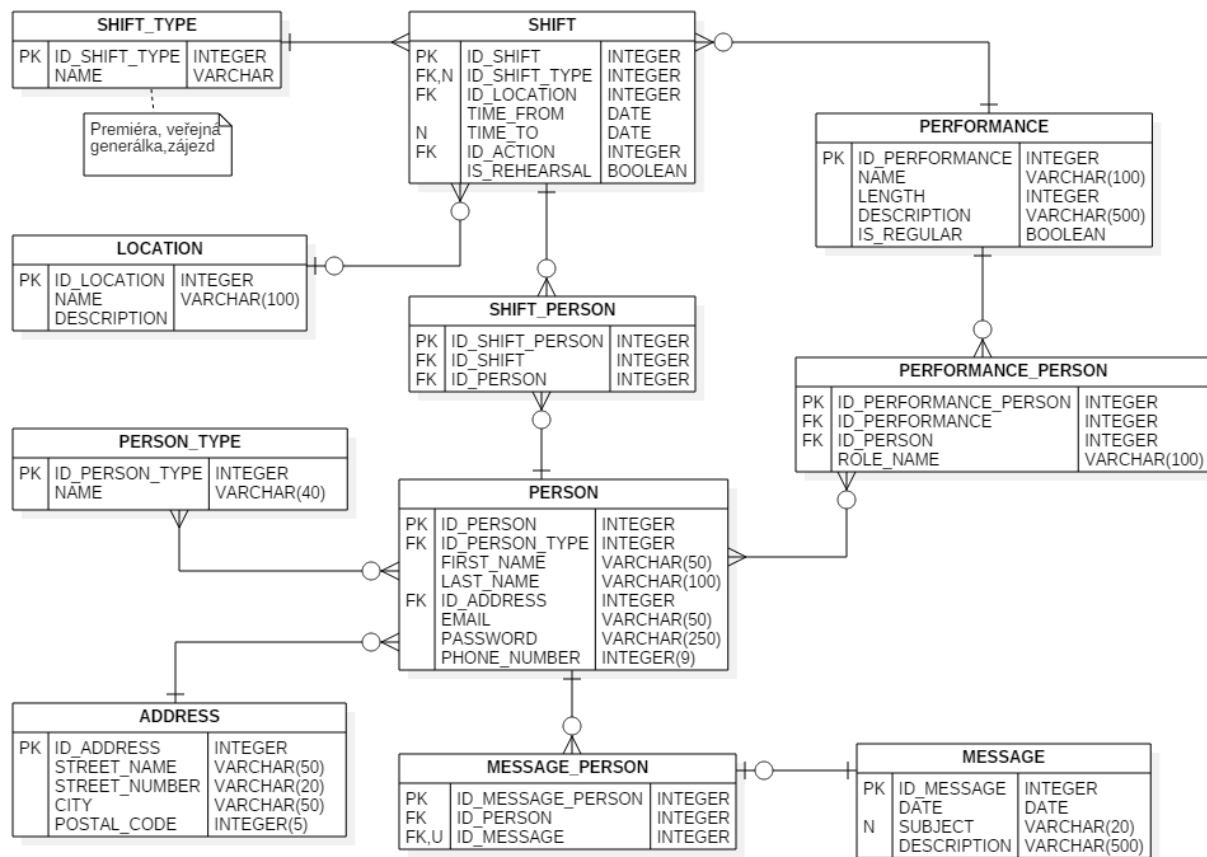 SHIFT_TYPE
PK ID_SHIFT_TYPE INTEGER
NAME VARCHAR
Premiéra, veřejná
generálka,zájezd
SHIFT
PK ID_SHIFT INTEGER
FK,N ID_SHIFT_TYPE INTEGER
FK ID_LOCATION INTEGER
TIME_FROM DATE
N TIME_TO DATE
FK ID_ACTION INTEGER
IS_REHEARSAL BOOLEAN
PERFORMANCE
PK ID_PERFORMANCE INTEGER
NAME VARCHAR(100)
LENGTH INTEGER
DESCRIPTION VARCHAR(500)
IS_REGULAR BOOLEAN
LOCATION
PK ID_LOCATION INTEGER
NAME VARCHAR(100)
DESCRIPTION
SHIFT_PERSON
PK ID_SHIFT_PERSON INTEGER
FK ID_SHIFT INTEGER
FK ID_PERSON INTEGER
PERFORMANCE_PERSON
PK ID_PERFORMANCE_PERSON INTEGER
FK ID_PERFORMANCE INTEGER
FK ID_PERSON INTEGER
ROLE_NAME VARCHAR(100)
PERSON_TYPE
PK ID_PERSON_TYPE INTEGER
NAME VARCHAR(40)
PERSON
PK ID_PERSON INTEGER
FK ID_PERSON_TYPE INTEGER
FIRST_NAME VARCHAR(50)
LAST_NAME VARCHAR(100)
FK ID_ADDRESS INTEGER
EMAIL VARCHAR(50)
PASSWORD VARCHAR(250)
PHONE_NUMBER INTEGER(9)
ADDRESS
PK ID_ADDRESS INTEGER
STREET_NAME VARCHAR(50)
STREET_NUMBER VARCHAR(20)
CITY VARCHAR(50)
POSTAL_CODE INTEGER(5)
MESSAGE_PERSON
PK ID_MESSAGE_PERSON INTEGER
FK ID_PERSON INTEGER
FK,U ID_MESSAGE INTEGER
MESSAGE
PK ID_MESSAGE INTEGER
DATE DATE
N SUBJECT VARCHAR(20)
DESCRIPTION VARCHAR(500)